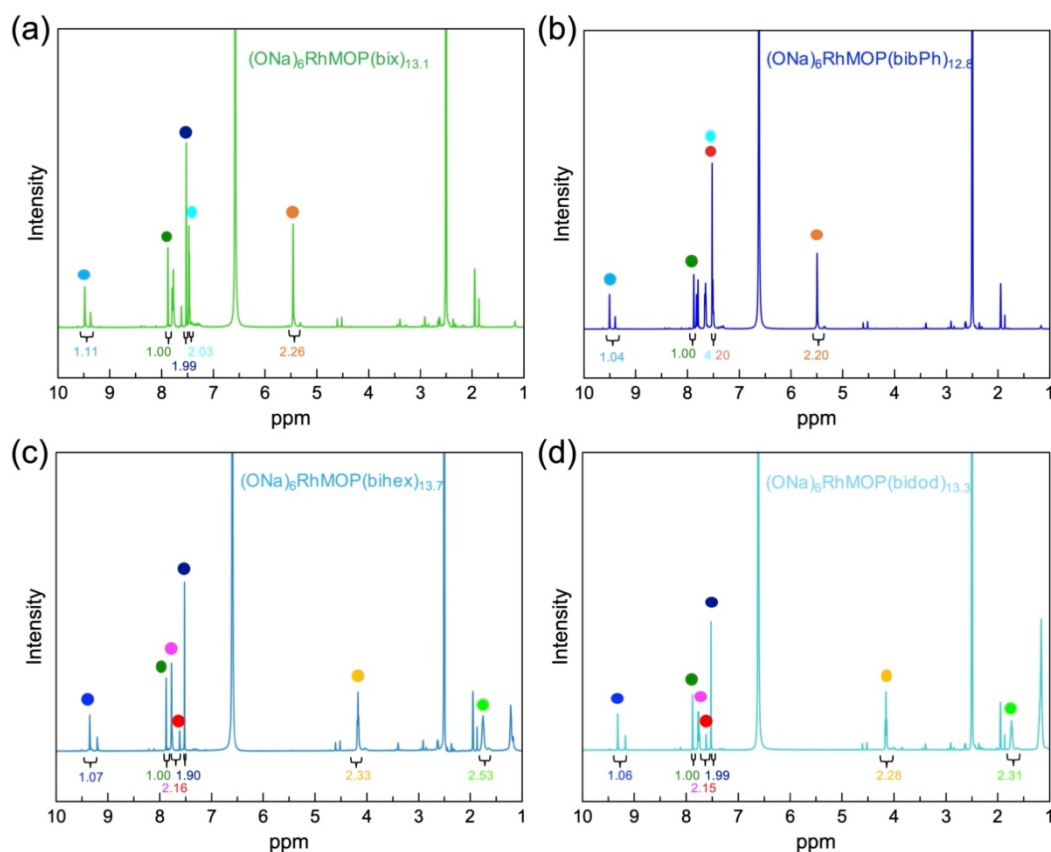 (a)
(ONa)₆RhMOP(bix)₁₃.₁
Intensity
1.11
1.00
2.03
2.26
1.99
10 9 8 7 6 5 4 3 2 1
ppm
(b)
(ONa)₆RhMOP(bibPh)₁₂.₈
Intensity
1.04
1.00
4.20
2.20
10 9 8 7 6 5 4 3 2 1
ppm
(c)
(ONa)₆RhMOP(bihex)₁₃.₇
Intensity
1.07
1.00
1.90
2.33
2.53
2.16
10 9 8 7 6 5 4 3 2 1
ppm
(d)
(ONa)₆RhMOP(bidod)₁₃.₃
Intensity
1.06
1.00
1.99
2.28
2.31
2.15
10 9 8 7 6 5 4 3 2 1
ppm